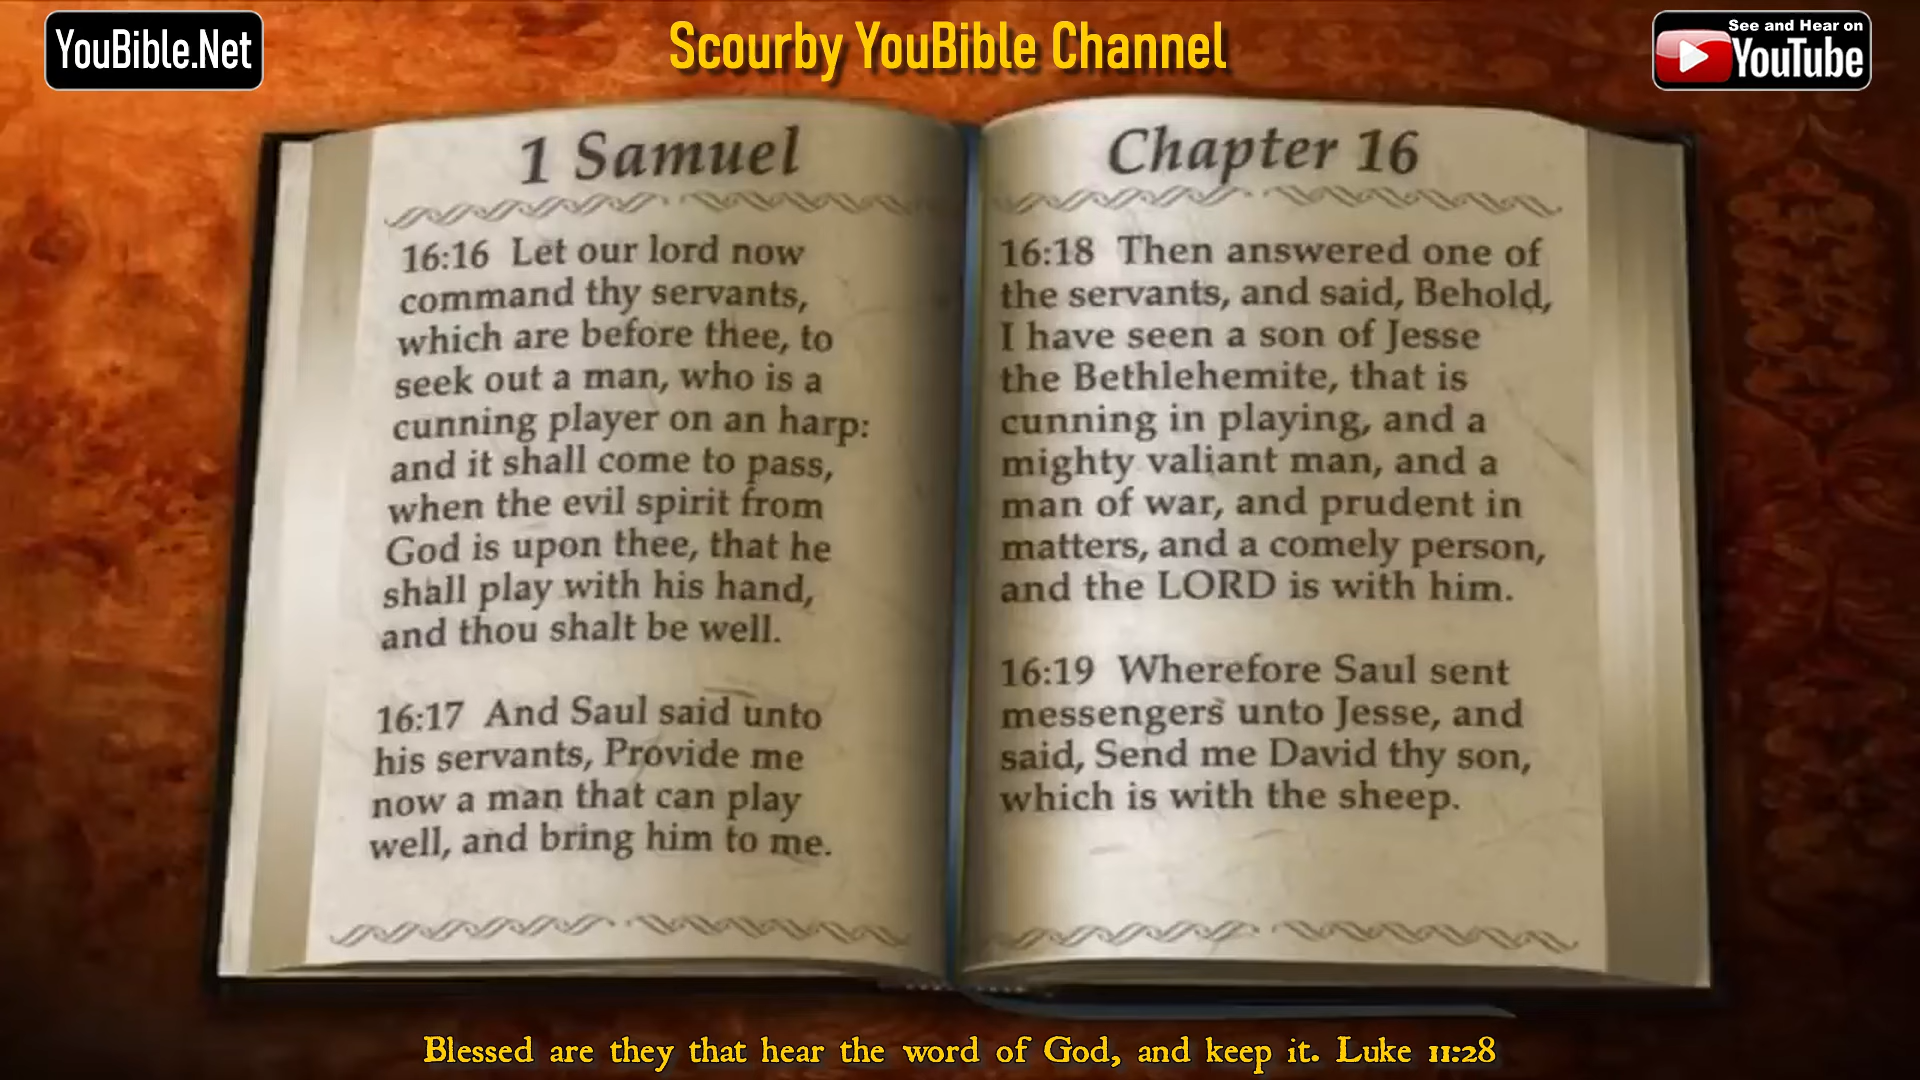 YouBible.Net
Scourby YouBible Channel
See and Hear on
YouTube
1 Samuel
16:16 Let our lord now
command thy servants,
which are before thee, to
seek out a man, who is a
cunning player on an harp:
and it shall come to pass,
when the evil spirit from
God is upon thee, that he
shall play with his hand,
and thou shalt be well.
16:17 And Saul said unto
his servants, Provide me
now a man that can play
well, and bring him to me.
Chapter 16
16:18 Then answered one of
the servants, and said, Behold,
I have seen a son of Jesse
the Bethlehemite, that is
cunning in playing, and a
mighty valiant man, and a
man of war, and prudent in
matters, and a comely person,
and the LORD is with him.
16:19 Wherefore Saul sent
messengers unto Jesse, and
said, Send me David thy son,
which is with the sheep.
Blessed are they that hear the word of God, and keep it. Luke 11:28